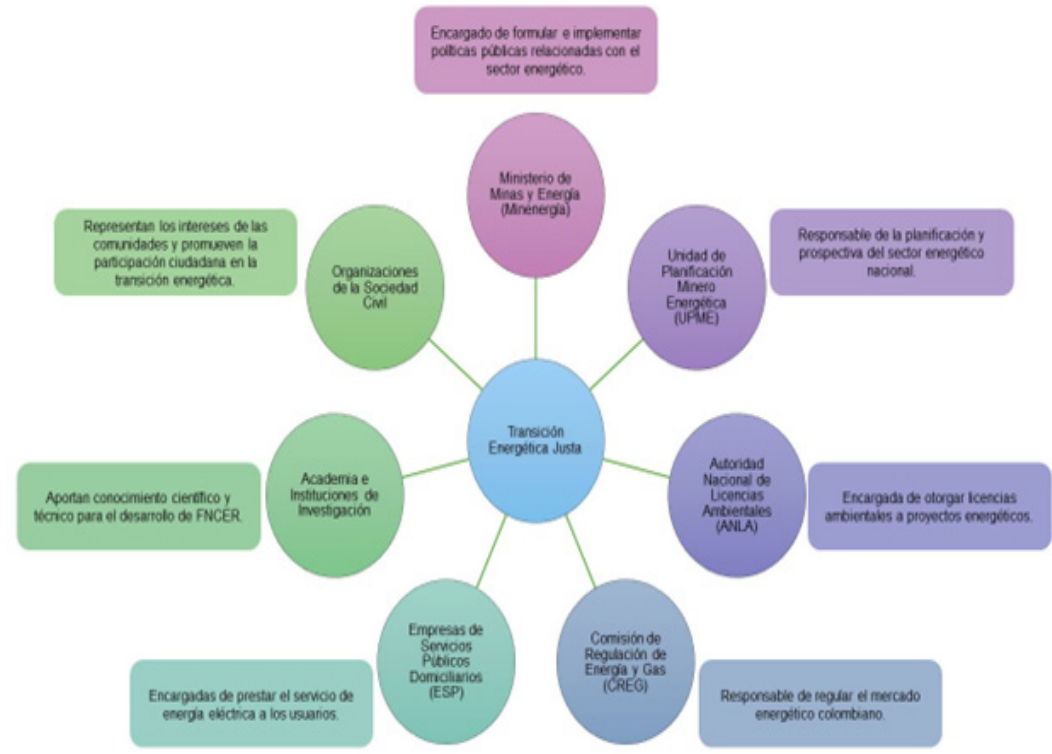 Encargado de formular e implementar
políticas públicas relacionadas con el
sector energético.
Ministerio de
Minas y Energía
(Minenergía)
Representan los intereses de las
comunidades y promueven la
participación ciudadana en la
transición energética.
Organizaciones
de la Sociedad
Civil
Unidad de
Planificación
Minero
Energética
(UPME)
Responsable de la planificación y
prospectiva del sector energético
nacional.
Transición
Energética Justa
Aportan conocimiento científico y
técnico para el desarrollo de FNCER.
Academia e
Instituciones de
Investigación
Autoridad
Nacional de
Licencias
Ambientales
(ANLA)
Encargada de otorgar licencias
ambientales a proyectos energéticos.
Encargadas de prestar el servicio de
energía eléctrica a los usuarios.
Empresas de
Servicios
Públicos
Domiciliarios
(ESP)
Comisión de
Regulación de
Energía y Gas
(CREG)
Responsable de regular el mercado
energético colombiano.